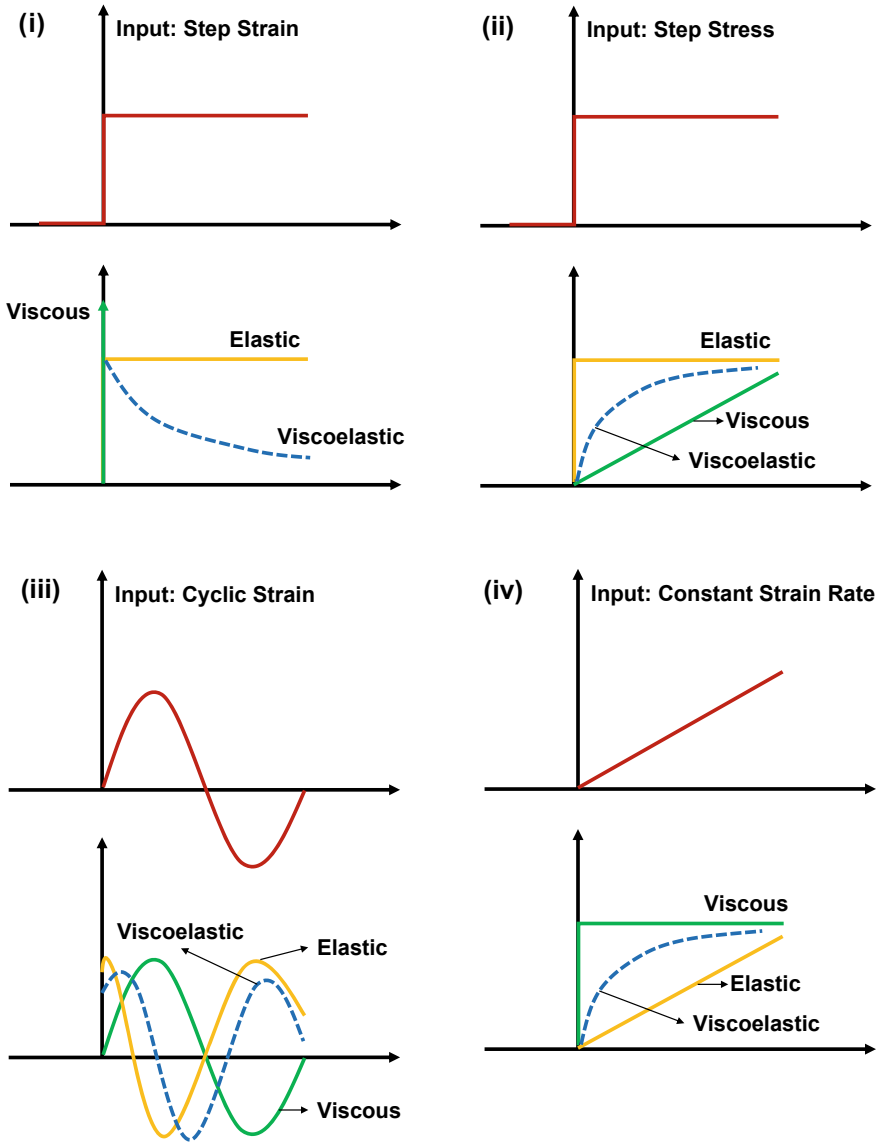 (i)
Input: Step Strain
Viscous
Elastic
Viscoelastic
(ii)
Input: Step Stress
Elastic
Viscous
Viscoelastic
(iii)
Input: Cyclic Strain
Viscoelastic
Elastic
Viscous
(iv)
Input: Constant Strain Rate
Viscous
Elastic
Viscoelastic